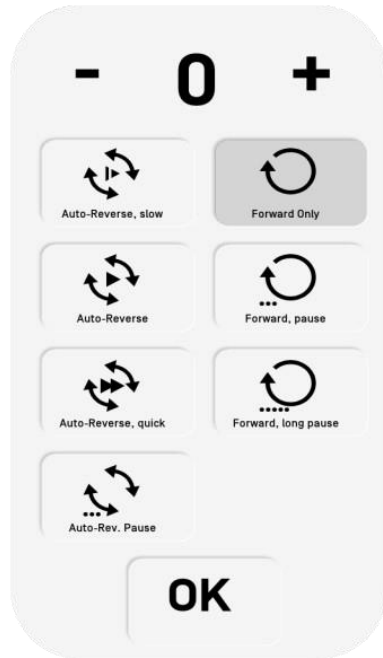 - 0 +
Auto-Reverse, slow
Forward Only
Auto-Reverse
Forward, pause
Auto-Reverse, quick
Forward, long pause
Auto-Rev. Pause
OK